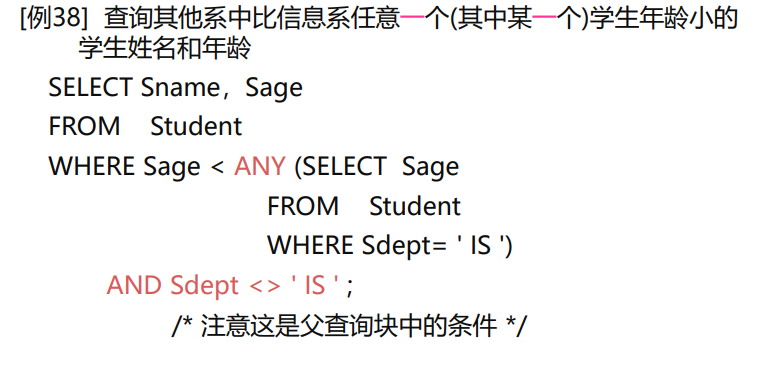 [例38] 查询其他系中比信息系任意一个(其中某一个)学生年龄小的
学生姓名和年龄
SELECT Sname，Sage
FROM Student
WHERE Sage < ANY (SELECT Sage
FROM Student
WHERE Sdept= ' IS ')
AND Sdept <> ' IS ' ;
/* 注意这是父查询块中的条件 */